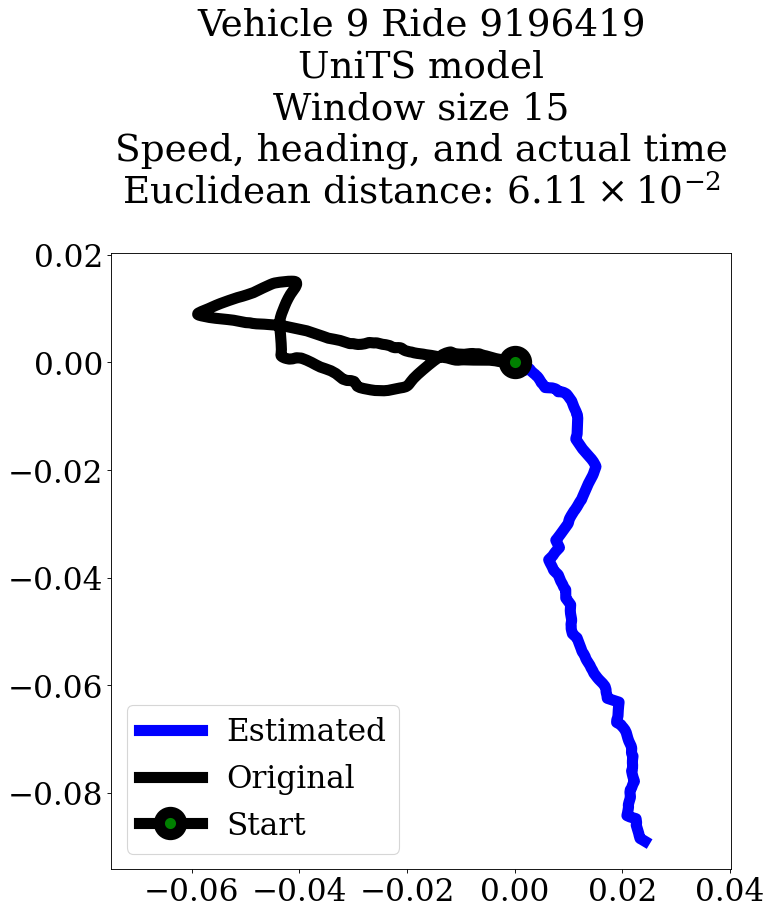 Vehicle 9 Ride 9196419
UniTS model
Window size 15
Speed, heading, and actual time
Euclidean distance: 6.11 × 10⁻²
0.02
0.00
−0.02
−0.04
−0.06
−0.08
Estimated
Original
Start
−0.06 −0.04 −0.02 0.00 0.02 0.04